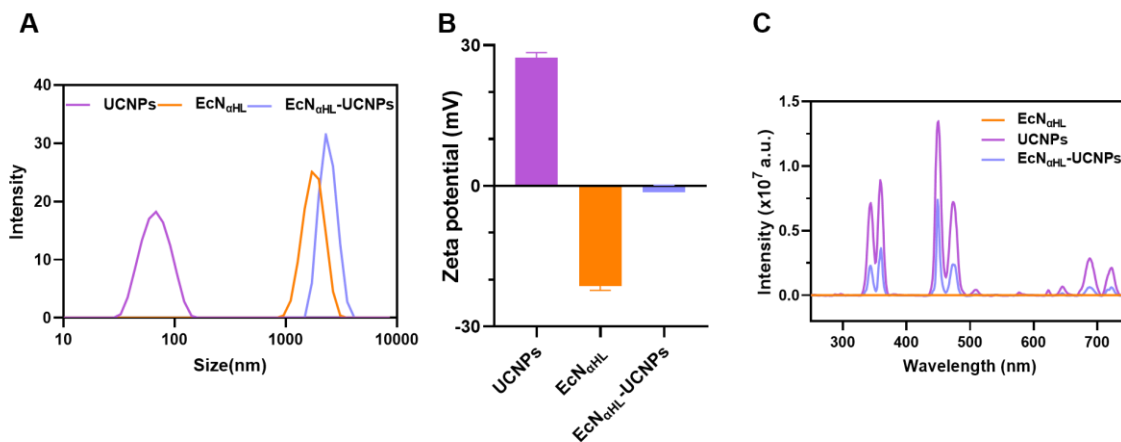 A
UCNPs EcNαHL EcNαHL-UCNPs
40
30
20
10
0
Intensity
10 100 1000 10000
Size(nm)
B
30
0
-30
Zeta potential (mV)
UCNPs
EcNαHL
EcNαHL-UCNPs
C
EcNαHL
UCNPs
EcNαHL-UCNPs
1.5
1.0
0.5
0.0
Intensity (x10⁷ a.u.)
300 400 500 600 700
Wavelength (nm)